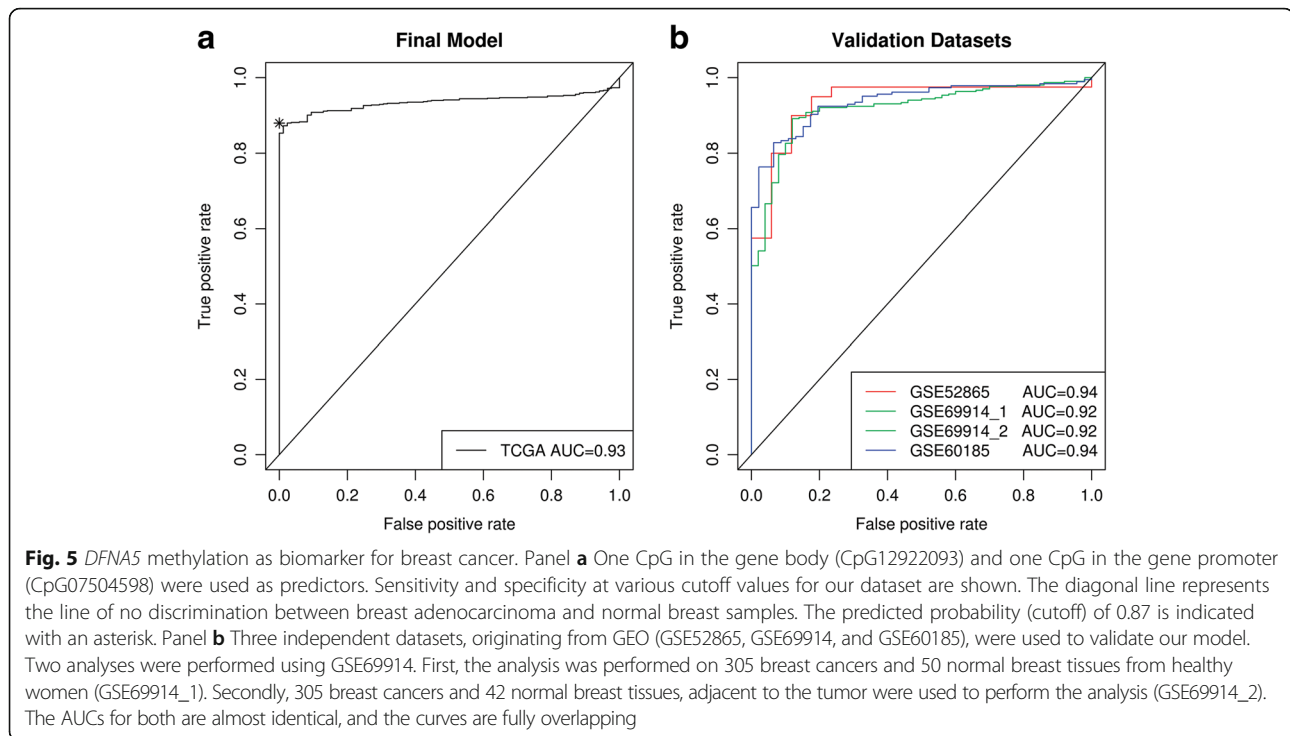 a
Final Model
1.0
0.8
0.6
0.4
0.2
0.0
True positive rate
TCGA AUC=0.93
0.0 0.2 0.4 0.6 0.8 1.0
False positive rate
b
Validation Datasets
1.0
0.8
0.6
0.4
0.2
0.0
True positive rate
GSE52865 AUC=0.94
GSE69914_1 AUC=0.92
GSE69914_2 AUC=0.92
GSE60185 AUC=0.94
0.0 0.2 0.4 0.6 0.8 1.0
False positive rate
Fig. 5 DFNA5 methylation as biomarker for breast cancer. Panel a One CpG in the gene body (CpG12922093) and one CpG in the gene promoter
(CpG07504598) were used as predictors. Sensitivity and specificity at various cutoff values for our dataset are shown. The diagonal line represents
the line of no discrimination between breast adenocarcinoma and normal breast samples. The predicted probability (cutoff) of 0.87 is indicated
with an asterisk. Panel b Three independent datasets, originating from GEO (GSE52865, GSE69914, and GSE60185), were used to validate our model.
Two analyses were performed using GSE69914. First, the analysis was performed on 305 breast cancers and 50 normal breast tissues from healthy
women (GSE69914_1). Secondly, 305 breast cancers and 42 normal breast tissues, adjacent to the tumor were used to perform the analysis (GSE69914_2).
The AUCs for both are almost identical, and the curves are fully overlapping